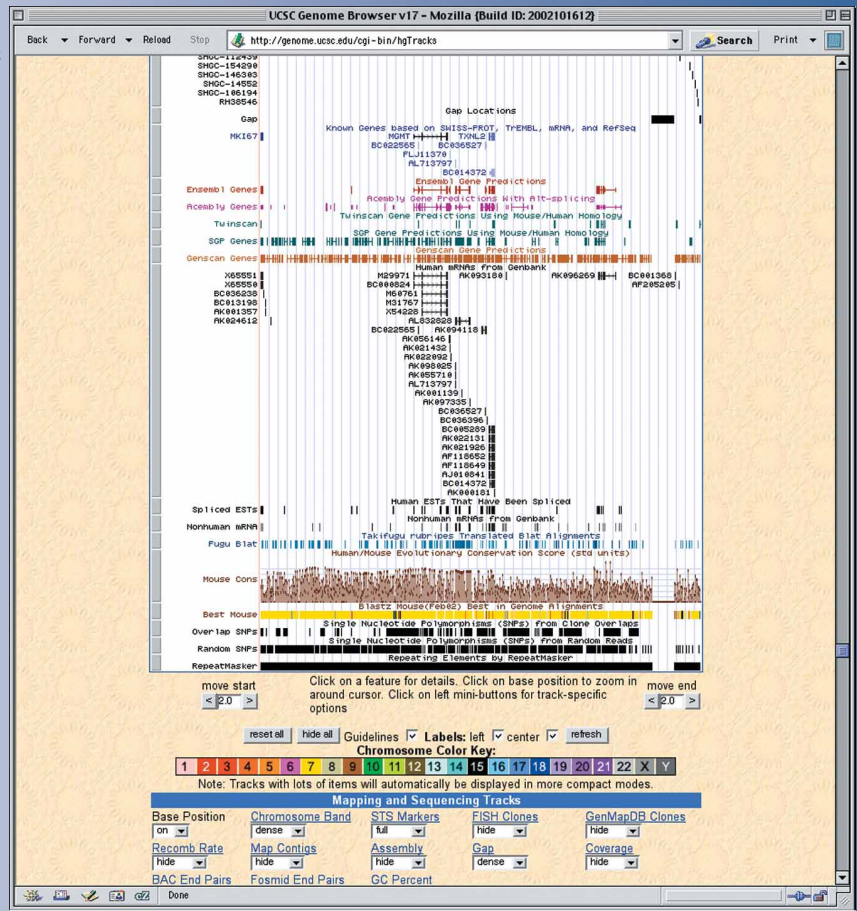 UCSC Genome Browser v17 - Mozilla {Build ID: 2002101612}
Back Forward Reload Stop http://genome.ucsc.edu/cgi-bin/hgTracks Search Print
SHGC-154290
SHGC-146303
SHGC-14552
SHGC-106194
RH38546
Gap Locations
Gap
Known Genes based on SWISS-PROT, TrEMBL, mRNA, and RefSeq
MKI67 MGMT TXNL2
BC022565 BC036527
FLJ11370
AL713797
BC014372
Ensembl Gene Predictions
Ensembl Genes
Acembly Gene Predictions With Alt-splicing
Acembly Genes
Twinscan Gene Predictions Using Mouse/Human Homology
Twinscan
SGP Gene Predictions Using Mouse/Human Homology
SGP Genes
Genscan Gene Predictions
Genscan Genes
Human mRNAs from Genbank
X65551 M29971 AK093180 AK096269 BC001368
X65550 BC000824 AF205205
BC036238 M60761
BC013198 M31767
AK001357 X54228
AK024612 AL832828
BC022565 AK094118
AK056146
AK021432
AK022092
AK098025
AK055710
AL713797
AK001139
AK097335
BC036527
BC036396
BC005289
AK022131
AK021926
AF118652
AF118649
AJ010841
BC014372
AK000181
Human ESTs That Have Been Spliced
Spliced ESTs
Nonhuman mRNAs from Genbank
Nonhuman mRNA
Takifugu rubripes Translated Blat Alignments
Fugu Blat
Human/Mouse Evolutionary Conservation Score (std units)
Mouse Cons
Blastz Mouse(Feb02) Best in Genome Alignments
Best Mouse
Single Nucleotide Polymorphisms (SNPs) from Clone Overlaps
Overlap SNPs
Single Nucleotide Polymorphisms (SNPs) from Random Reads
Random SNPs
Repeating Elements by RepeatMasker
RepeatMasker
move start Click on a feature for details. Click on base position to zoom in move end
< 2.0 > around cursor. Click on left mini-buttons for track-specific < 2.0 >
options
reset all hide all Guidelines Labels: left center refresh
Chromosome Color Key:
1 2 3 4 5 6 7 8 9 10 11 12 13 14 15 16 17 18 19 20 21 22 X Y
Note: Tracks with lots of items will automatically be displayed in more compact modes.
Mapping and Sequencing Tracks
Base Position Chromosome Band STS Markers FISH Clones GenMapDB Clones
on dense full hide hide
Recomb Rate Map Contigs Assembly Gap Coverage
hide hide hide dense hide
BAC End Pairs Fosmid End Pairs GC Percent
Done